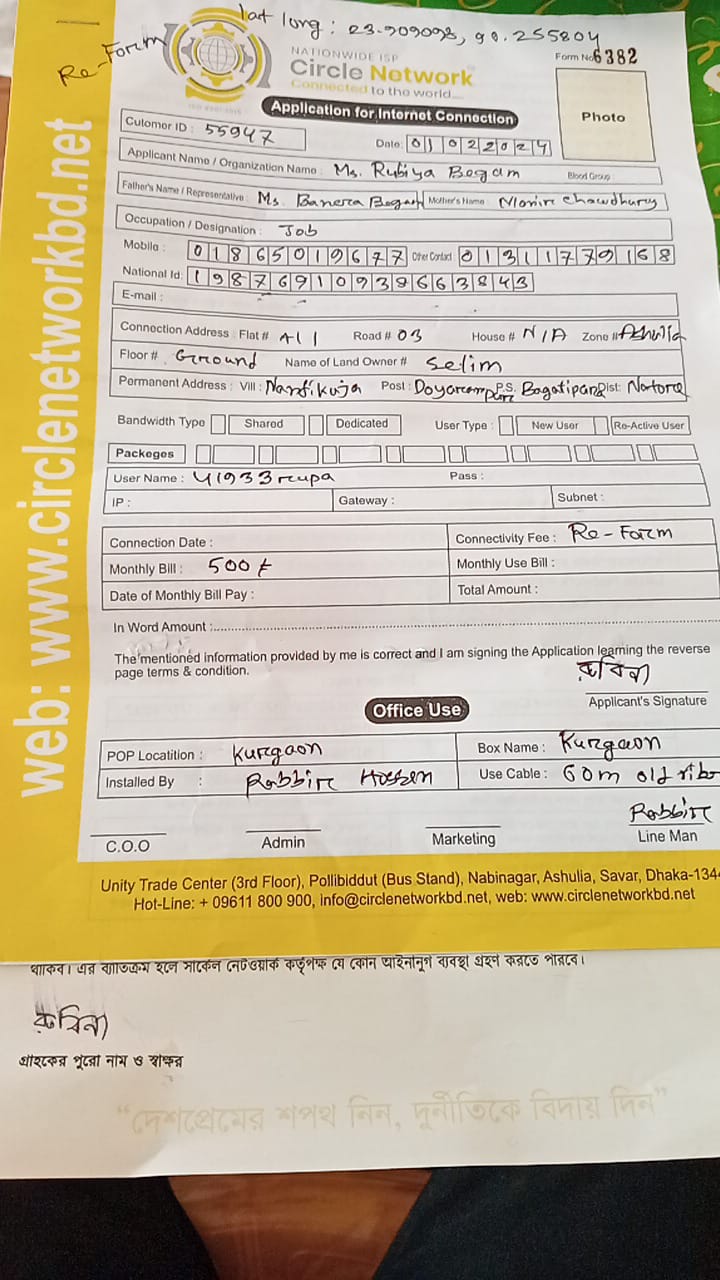 lat long : 23.909098, 90.255804
Re-Form
NATIONWIDE ISP
Circle Network
Connected to the world...
Form No 6382
Application for Internet Connection
Photo
Culomer ID : 55947
Date: 01022024
Applicant Name / Organization Name : Ms. Rubiya Begam
Blood Group
Father's Name / Representative : Ms. Banera Begam Mother's Name Monir Chowdhury
Occupation / Designation : Job
Mobile : 01865019677 Other Contact 01311779168
National Id: 19876910939663843
E-mail :
Connection Address : Flat # A11 Road # 03 House # N/A Zone # Ashulia
Floor # Ground Name of Land Owner # Selim
Permanent Address : Vill : Post : P.S. Dist:
Bandwidth Type Shared Dedicated User Type : New User Re-Active User
Packeges
User Name : 41933rupa Pass :
IP : Gateway : Subnet :
Connection Date : Connectivity Fee : Re-Form
Monthly Bill : 500 Monthly Use Bill :
Date of Monthly Bill Pay : Total Amount :
In Word Amount :
The mentioned information provided by me is correct and I am signing the Application learning the reverse
page terms & condition.
রুবিনা
Applicant's Signature
Office Use
POP Locatition : Kurgaon Box Name : Kurgaon
Installed By : Robbin Hossen Use Cable : 60m old
Robbin
C.O.O Admin Marketing Line Man
Unity Trade Center (3rd Floor), Pollibiddut (Bus Stand), Nabinagar, Ashulia, Savar, Dhaka-134
Hot-Line: + 09611 800 900, info@circlenetworkbd.net, web: www.circlenetworkbd.net
web: www.circlenetworkbd.net
থাকিব। এর ব্যতিক্রম হলে সার্কেল নেটওয়ার্ক কর্তৃপক্ষ যে কোন আইনানুগ ব্যবস্থা গ্রহণ করতে পারবে।
রুবিনা
গ্রাহকের পুরো নাম ও স্বাক্ষর
“দেশপ্রেমের শপথ নিন, দুর্নীতিকে বিদায় দিন”